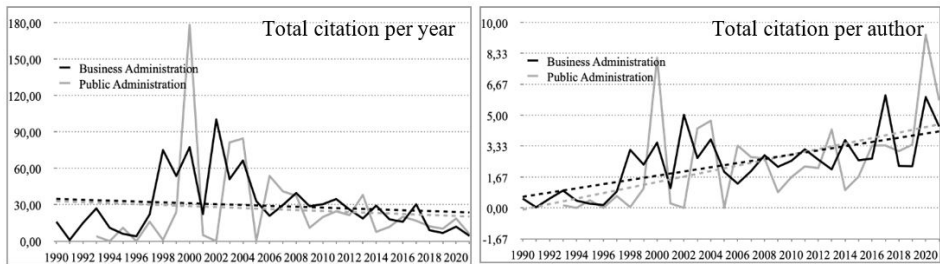 Total citation per year
180,00
150,00
120,00
90,00
60,00
30,00
0,00
Business Administration
Public Administration
1990 1992 1994 1996 1998 2000 2002 2004 2006 2008 2010 2012 2014 2016 2018 2020
Total citation per author
10,00
8,33
6,67
5,00
3,33
1,67
0,00
-1,67
Business Administration
Public Administration
1990 1992 1994 1996 1998 2000 2002 2004 2006 2008 2010 2012 2014 2016 2018 2020